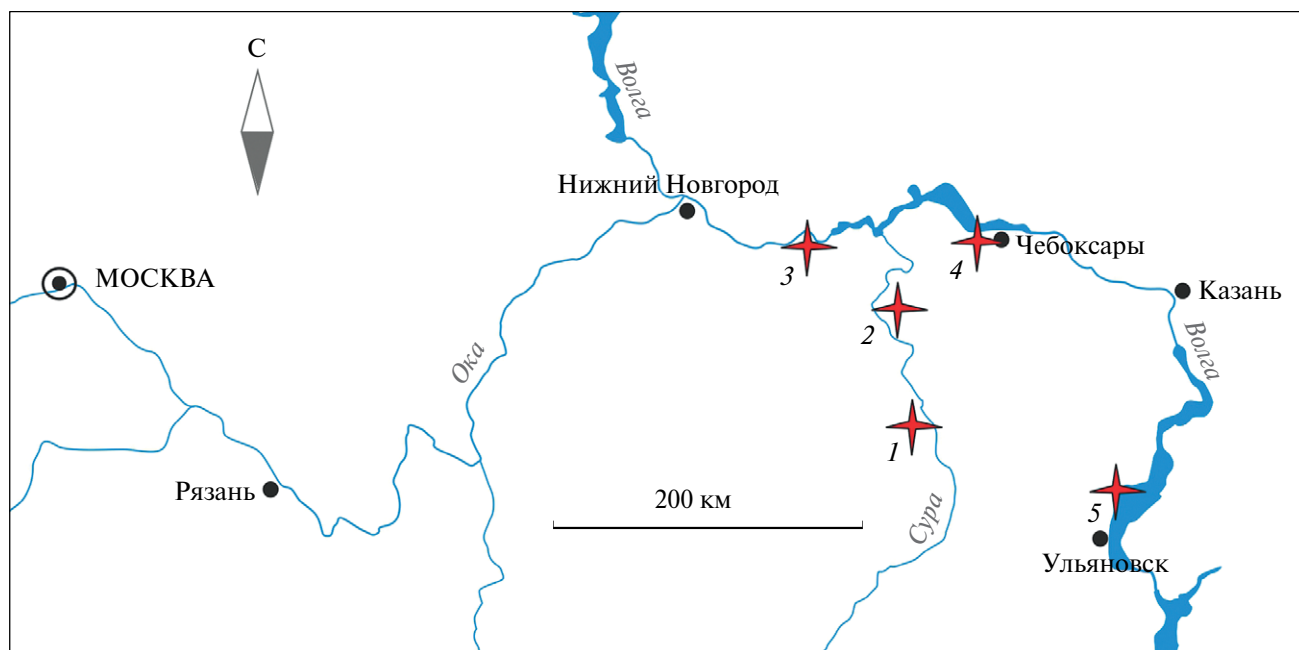 С
Волга
Нижний Новгород
МОСКВА
3
4
Чебоксары
Казань
2
Волга
Ока
1
Рязань
200 км
Сура
5
Ульяновск